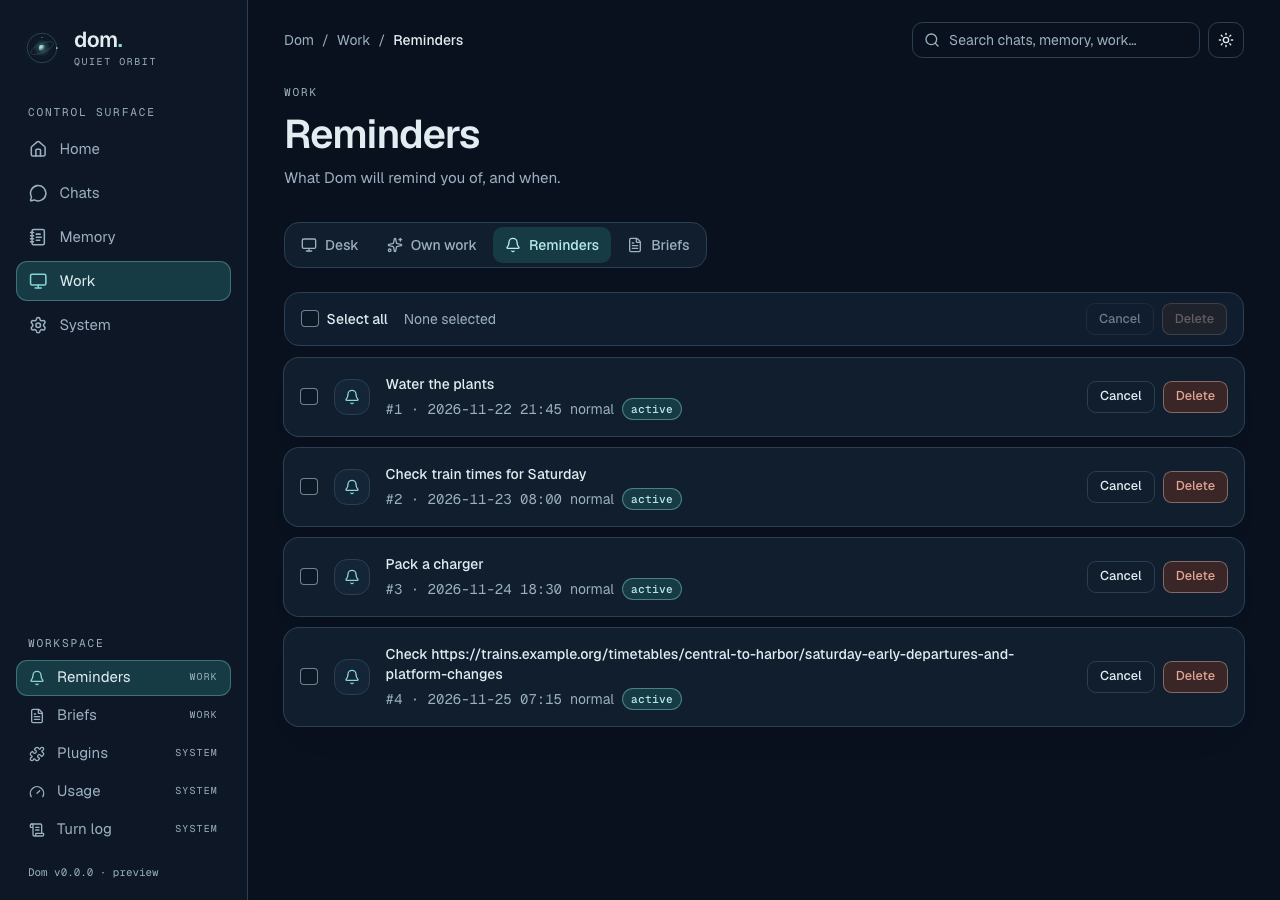 dom.
QUIET ORBIT
CONTROL SURFACE
Home
Chats
Memory
Work
System
WORKSPACE
Reminders WORK
Briefs WORK
Plugins SYSTEM
Usage SYSTEM
Turn log SYSTEM
Dom v0.0.0 · preview
Dom / Work / Reminders
Search chats, memory, work…
WORK
Reminders
What Dom will remind you of, and when.
Desk Own work Reminders Briefs
Select all None selected Cancel Delete
Water the plants
#1 · 2026-11-22 21:45 normal active
Cancel Delete
Check train times for Saturday
#2 · 2026-11-23 08:00 normal active
Cancel Delete
Pack a charger
#3 · 2026-11-24 18:30 normal active
Cancel Delete
Check https://trains.example.org/timetables/central-to-harbor/saturday-early-departures-and-
platform-changes
#4 · 2026-11-25 07:15 normal active
Cancel Delete